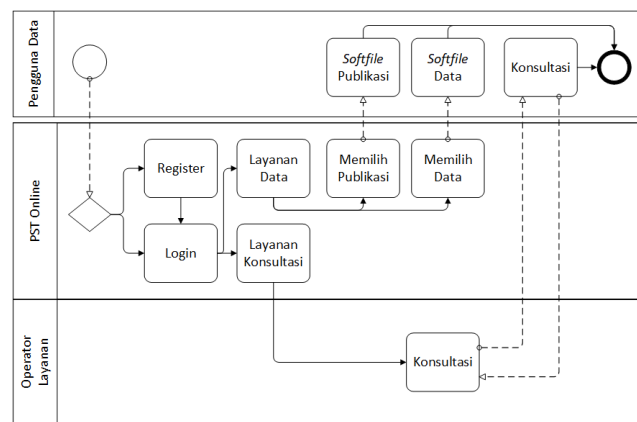 Pengguna Data
Softfile
Publikasi
Softfile
Data
Konsultasi
PST Online
Register
Layanan
Data
Memilih
Publikasi
Memilih
Data
Login
Layanan
Konsultasi
Operator
Layanan
Konsultasi